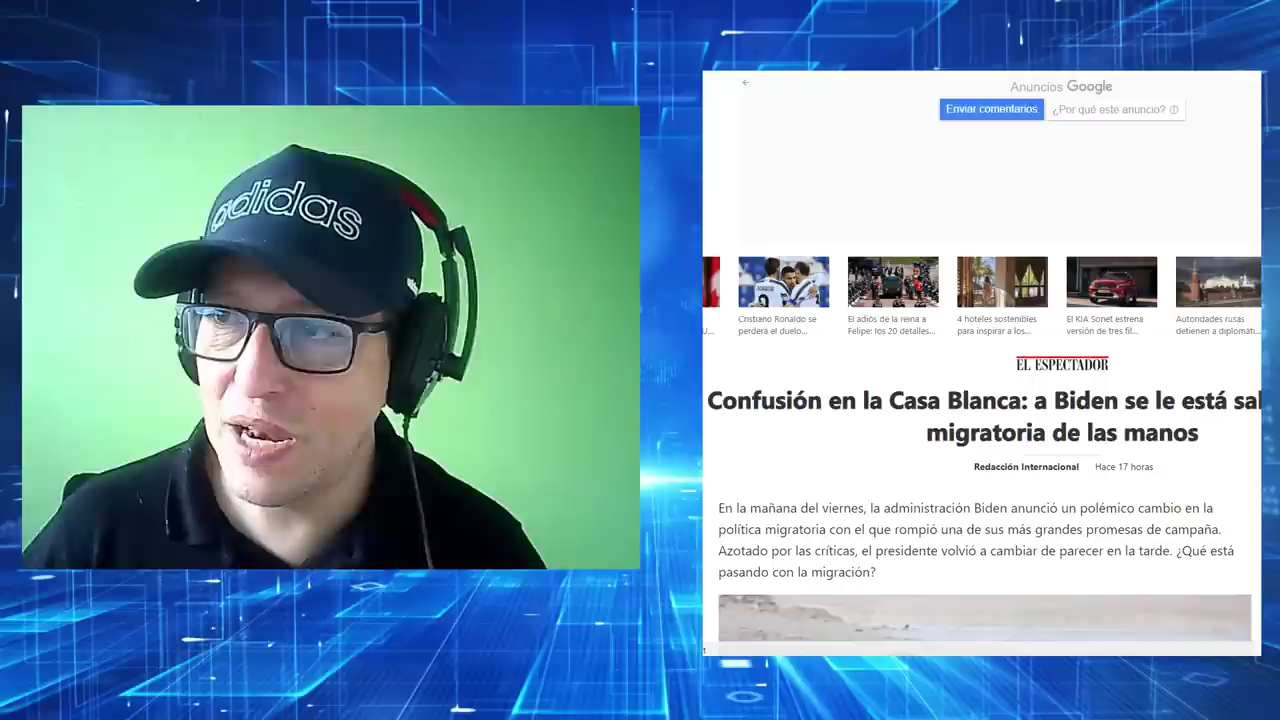 adidas
Anuncios Google
Enviar comentarios
¿Por qué este anuncio?
U...
Cristiano Ronaldo se
perderá el duelo...
El adiós de la reina a
Felipe: los 20 detalles...
4 hoteles sostenibles
para inspirar a los...
El KIA Sonet estrena
versión de tres fil...
Autoridades rusas
detienen a diplomáti...
EL ESPECTADOR
Confusión en la Casa Blanca: a Biden se le está sal
migratoria de las manos
Redacción Internacional Hace 17 horas
En la mañana del viernes, la administración Biden anunció un polémico cambio en la
política migratoria con el que rompió una de sus más grandes promesas de campaña.
Azotado por las críticas, el presidente volvió a cambiar de parecer en la tarde. ¿Qué está
pasando con la migración?